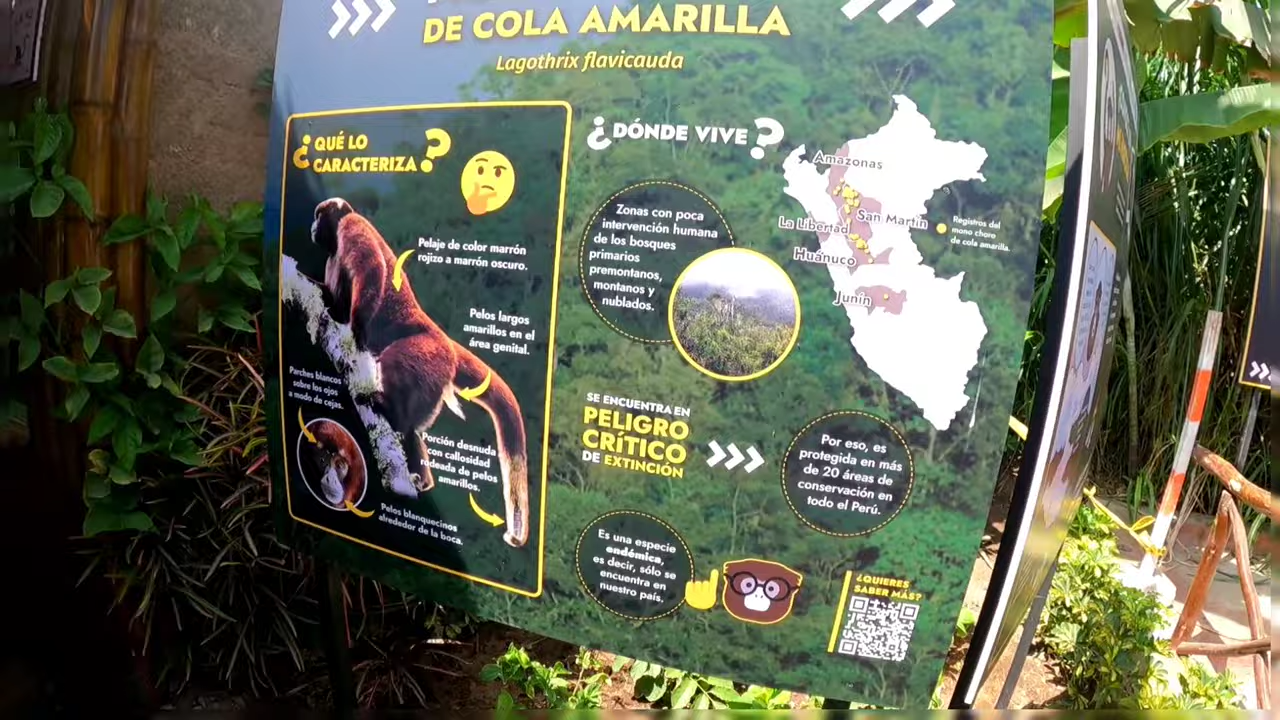 DE COLA AMARILLA
Lagothrix flavicauda
¿QUÉ LO
CARACTERIZA?
Pelaje de color marrón
rojizo a marrón oscuro.
Pelos largos
amarillos en el
área genital.
Parches blancos
sobre los ojos
a modo de cejas.
Porción desnuda
con callosidad
rodeada de pelos
amarillos.
Pelos blanquecinos
alrededor de la boca.
¿DÓNDE VIVE?
Zonas con poca
intervención humana
de los bosques
primarios
premontanos,
montanos y
nublados.
Amazonas
La Libertad
San Martín
Huánuco
Junín
Registros del
mono choro
de cola amarilla.
SE ENCUENTRA EN
PELIGRO
CRÍTICO
DE EXTINCIÓN
Por eso, es
protegida en más
de 20 áreas de
conservación en
todo el Perú.
Es una especie
endémica,
es decir, sólo se
encuentra en
nuestro país.
¿QUIERES
SABER MÁS?